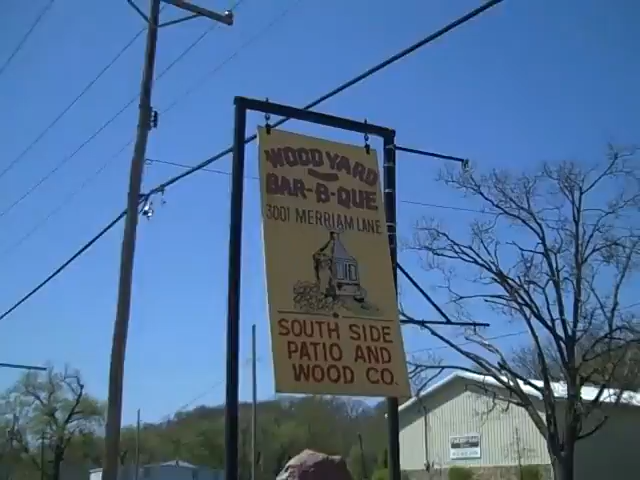 WOOD YARD
BAR-B-QUE
3001 MERRIAM LANE
SOUTH SIDE
PATIO AND
WOOD CO.